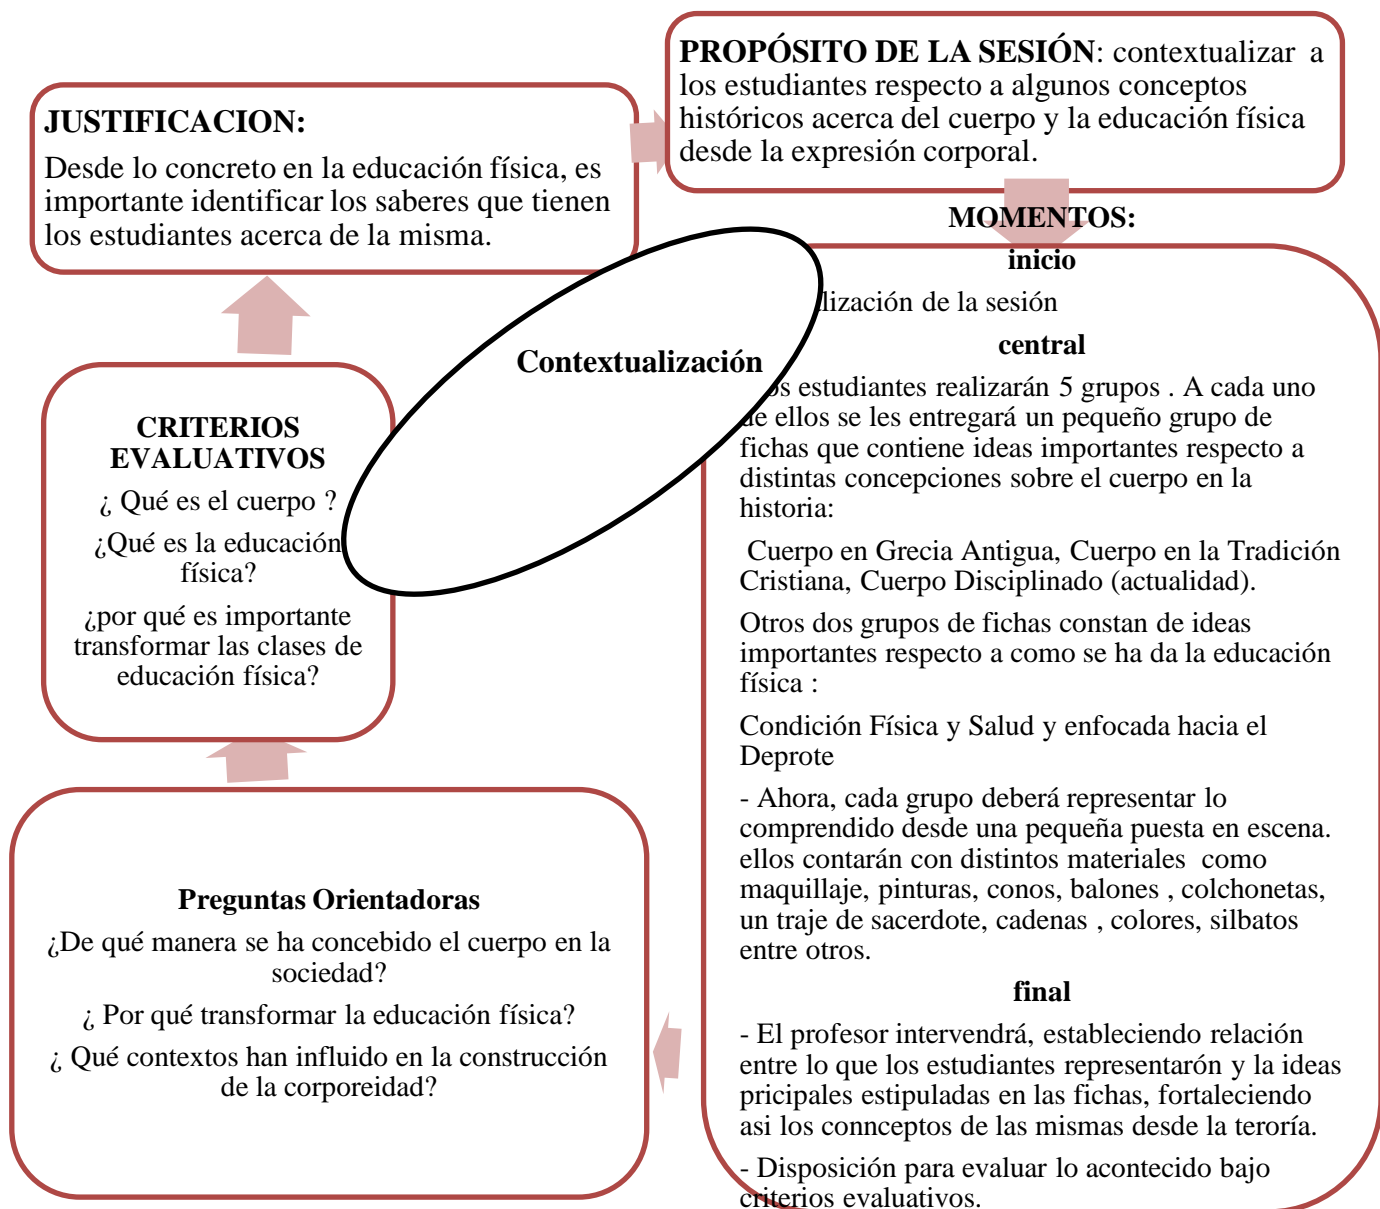 JUSTIFICACION:
Desde lo concreto en la educación física, es
importante identificar los saberes que tienen
los estudiantes acerca de la misma.
PROPÓSITO DE LA SESIÓN: contextualizar a
los estudiantes respecto a algunos conceptos
históricos acerca del cuerpo y la educación física
desde la expresión corporal.
MOMENTOS:
inicio
lización de la sesión
central
os estudiantes realizarán 5 grupos . A cada uno
de ellos se les entregará un pequeño grupo de
fichas que contiene ideas importantes respecto a
distintas concepciones sobre el cuerpo en la
historia:
Cuerpo en Grecia Antigua, Cuerpo en la Tradición
Cristiana, Cuerpo Disciplinado (actualidad).
Otros dos grupos de fichas constan de ideas
importantes respecto a como se ha da la educación
física :
Condición Física y Salud y enfocada hacia el
Deprote
- Ahora, cada grupo deberá representar lo
comprendido desde una pequeña puesta en escena.
ellos contarán con distintos materiales como
maquillaje, pinturas, conos, balones , colchonetas,
un traje de sacerdote, cadenas , colores, silbatos
entre otros.
final
- El profesor intervendrá, estableciendo relación
entre lo que los estudiantes representarón y la ideas
pricipales estipuladas en las fichas, fortaleciendo
asi los connceptos de las mismas desde la teroría.
- Disposición para evaluar lo acontecido bajo
criterios evaluativos.
Preguntas Orientadoras
¿De qué manera se ha concebido el cuerpo en la
sociedad?
¿ Por qué transformar la educación física?
¿ Qué contextos han influido en la construcción
de la corporeidad?
CRITERIOS
EVALUATIVOS
¿ Qué es el cuerpo ?
¿Qué es la educación
física?
¿por qué es importante
transformar las clases de
educación física?
Contextualización